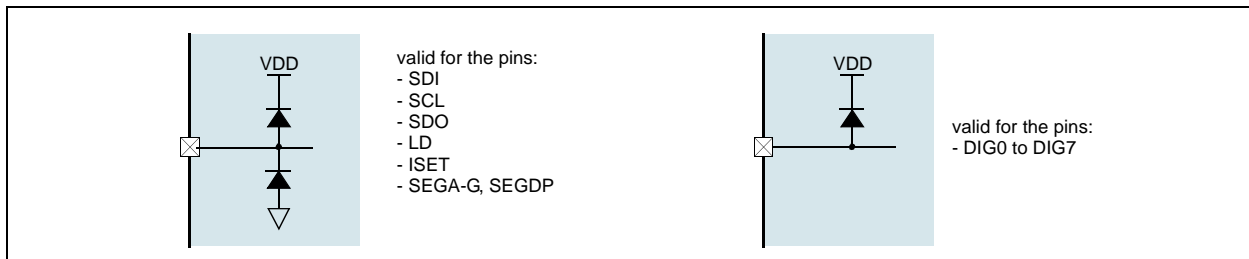 VDD
valid for the pins:
- SDI
- SCL
- SDO
- LD
- ISET
- SEGA-G, SEGDP
VDD
valid for the pins:
- DIG0 to DIG7